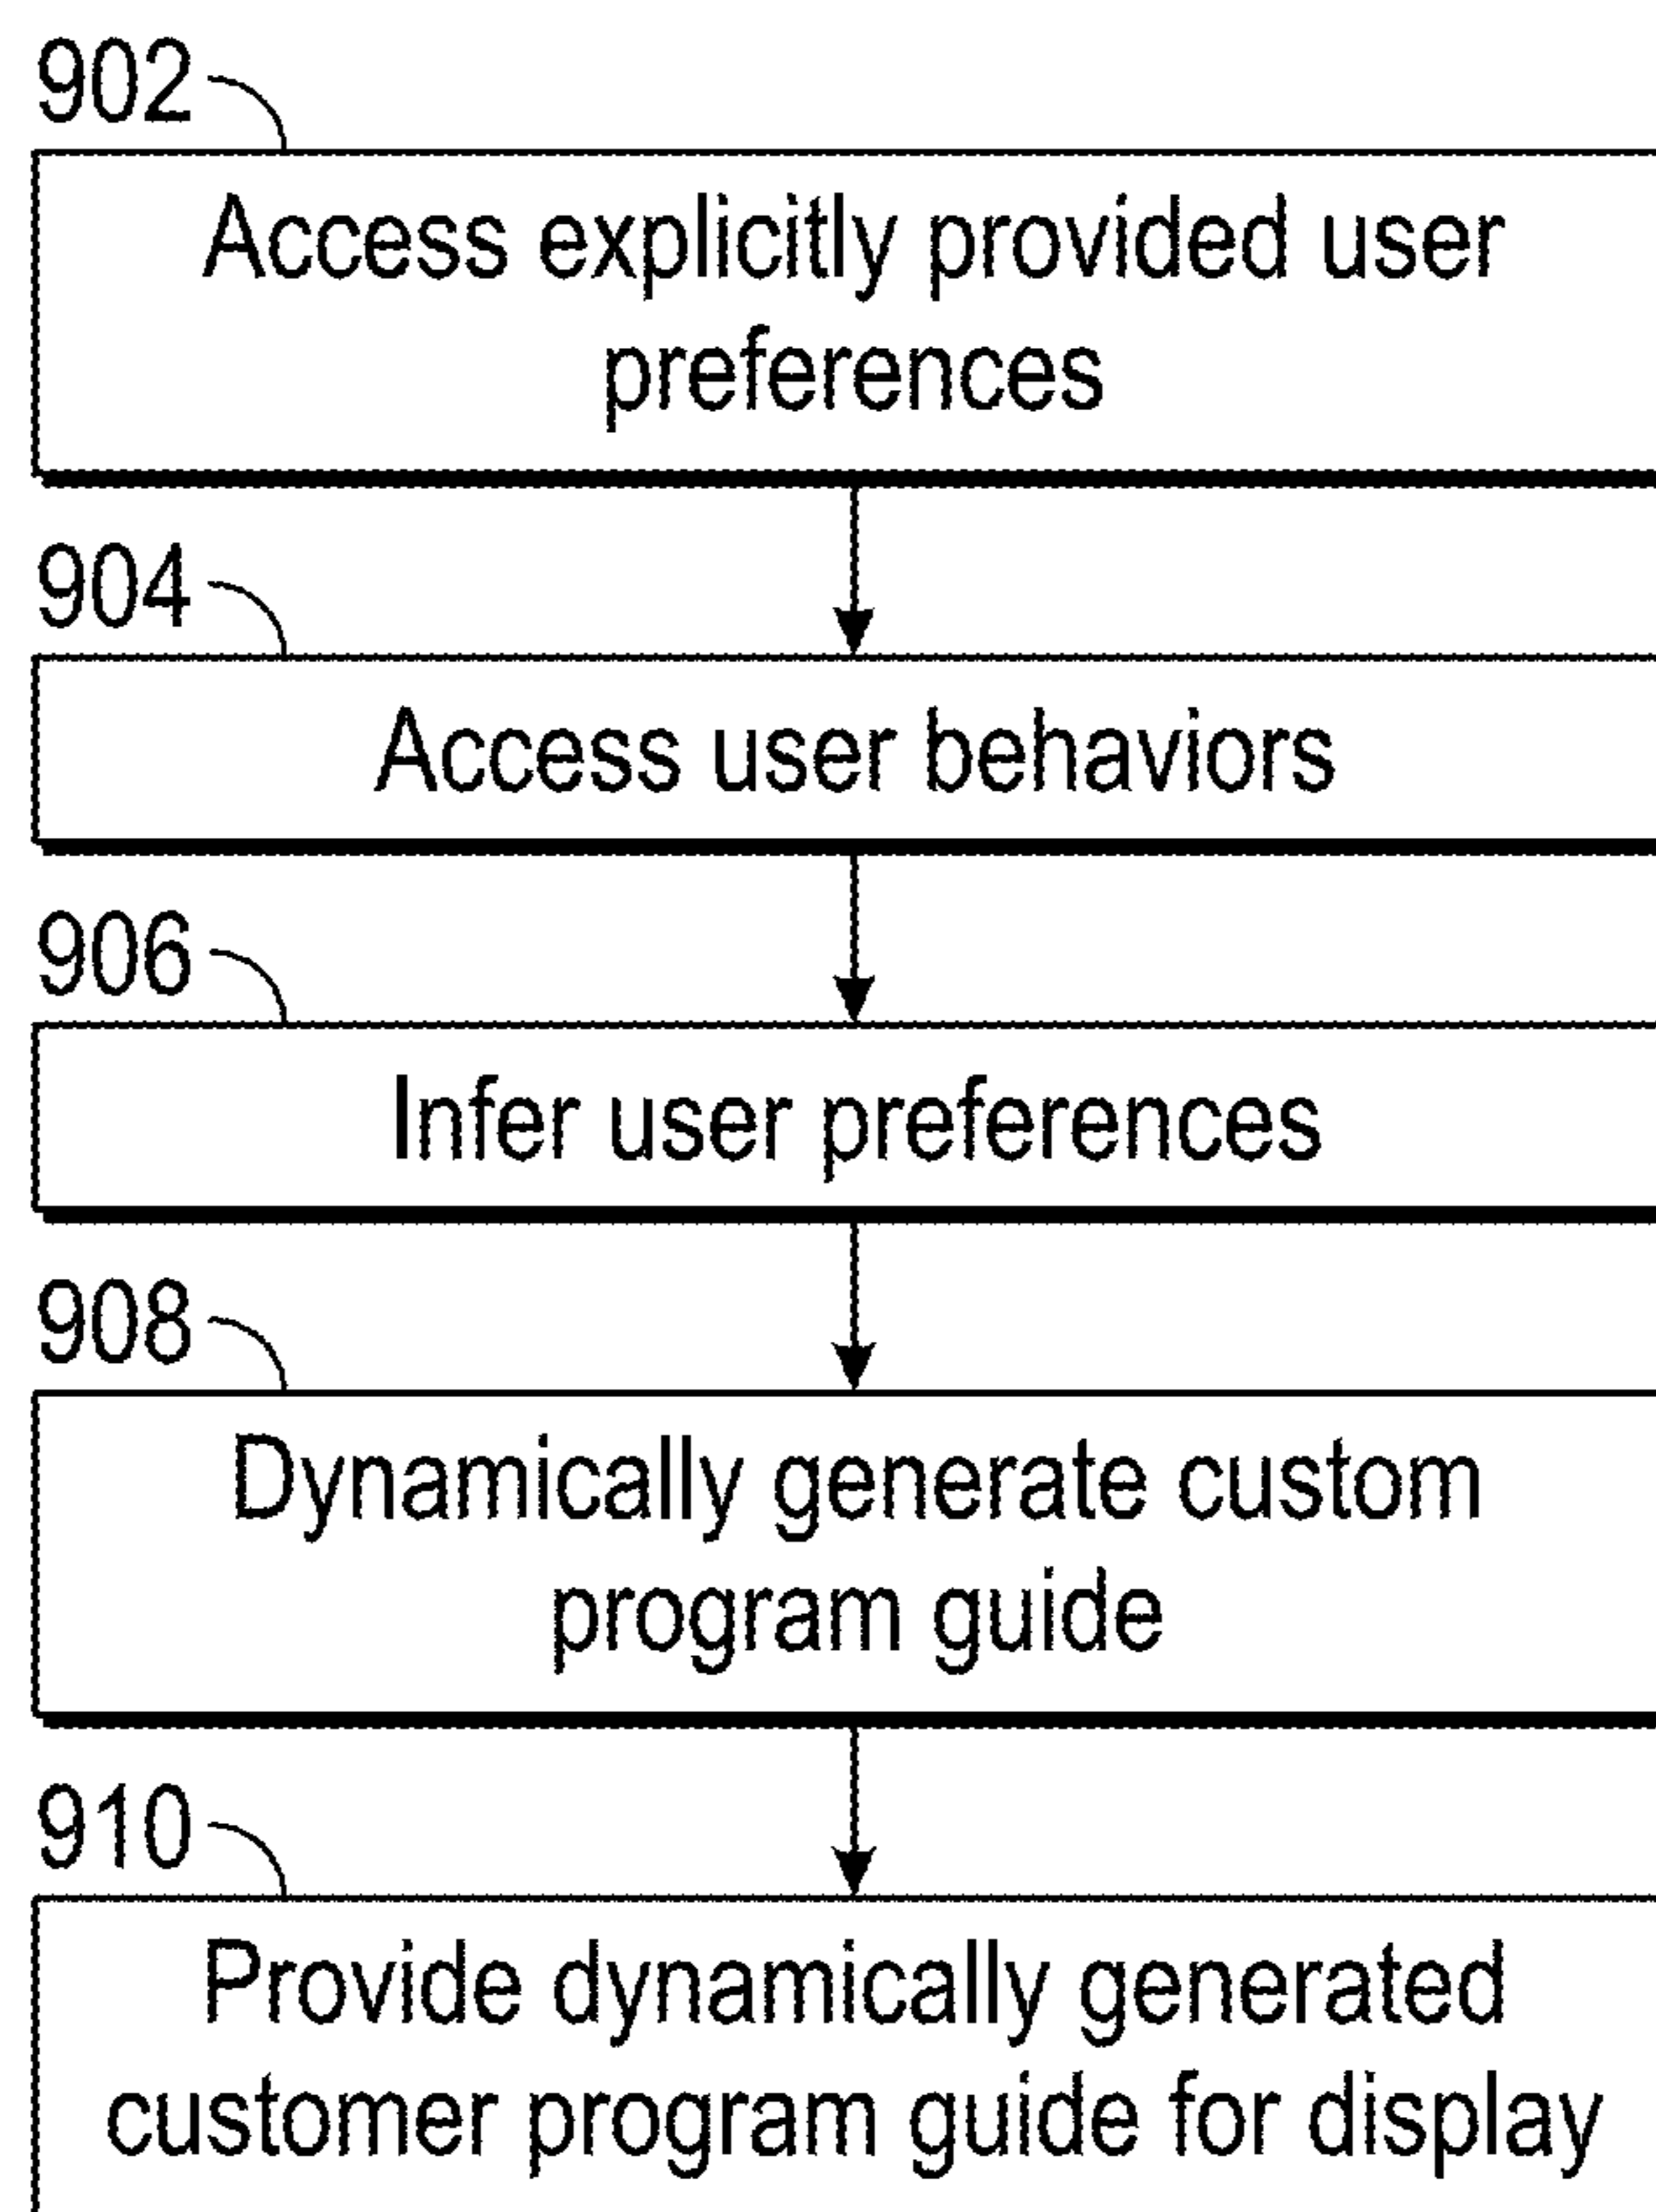 902
Access explicitly provided user
preferences
904
Access user behaviors
906
Infer user preferences
908
Dynamically generate custom
program guide
910
Provide dynamically generated
customer program guide for display